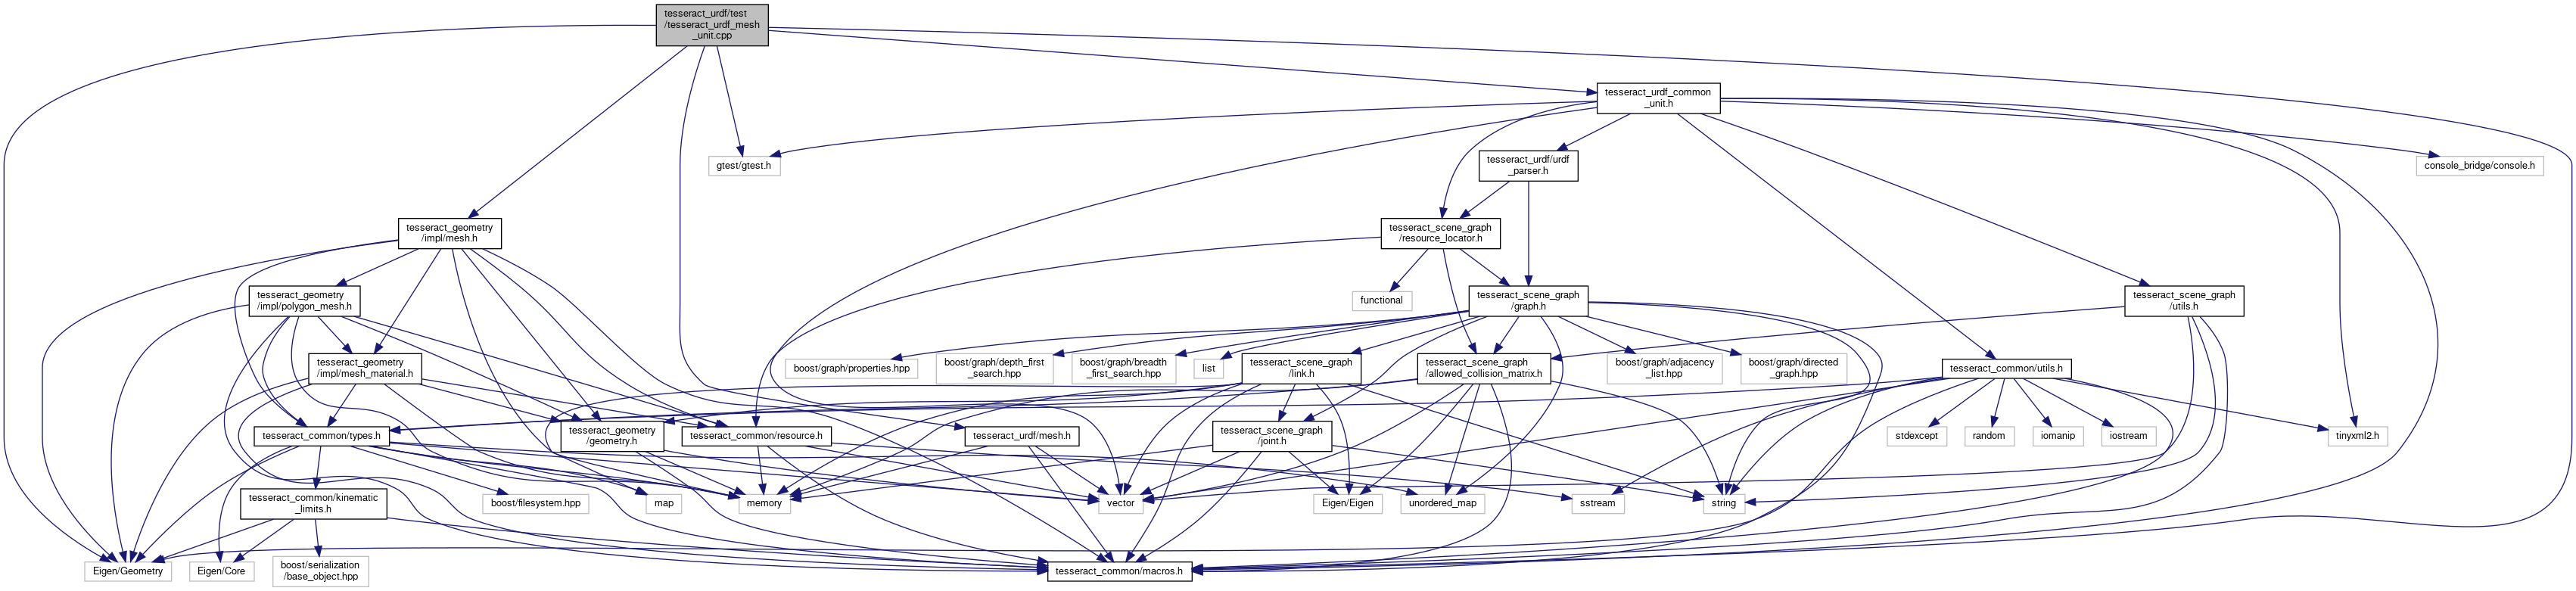 tesseract_urdf/test
/tesseract_urdf_mesh
_unit.cpp
tesseract_urdf_common
_unit.h
gtest/gtest.h
tesseract_urdf/urdf
_parser.h
console_bridge/console.h
tesseract_geometry
/impl/mesh.h
tesseract_scene_graph
/resource_locator.h
tesseract_geometry
/impl/polygon_mesh.h
functional
tesseract_scene_graph
/graph.h
tesseract_scene_graph
/utils.h
tesseract_geometry
/impl/mesh_material.h
boost/graph/properties.hpp
boost/graph/depth_first
_search.hpp
boost/graph/breadth
_first_search.hpp
list
tesseract_scene_graph
/link.h
tesseract_scene_graph
/allowed_collision_matrix.h
boost/graph/adjacency
_list.hpp
boost/graph/directed
_graph.hpp
tesseract_common/utils.h
tesseract_common/types.h
tesseract_geometry
/geometry.h
tesseract_common/resource.h
tesseract_urdf/mesh.h
tesseract_scene_graph
/joint.h
stdexcept
random
iomanip
iostream
tinyxml2.h
tesseract_common/kinematic
_limits.h
boost/filesystem.hpp
map
memory
vector
Eigen/Eigen
unordered_map
sstream
string
Eigen/Geometry
Eigen/Core
boost/serialization
/base_object.hpp
tesseract_common/macros.h